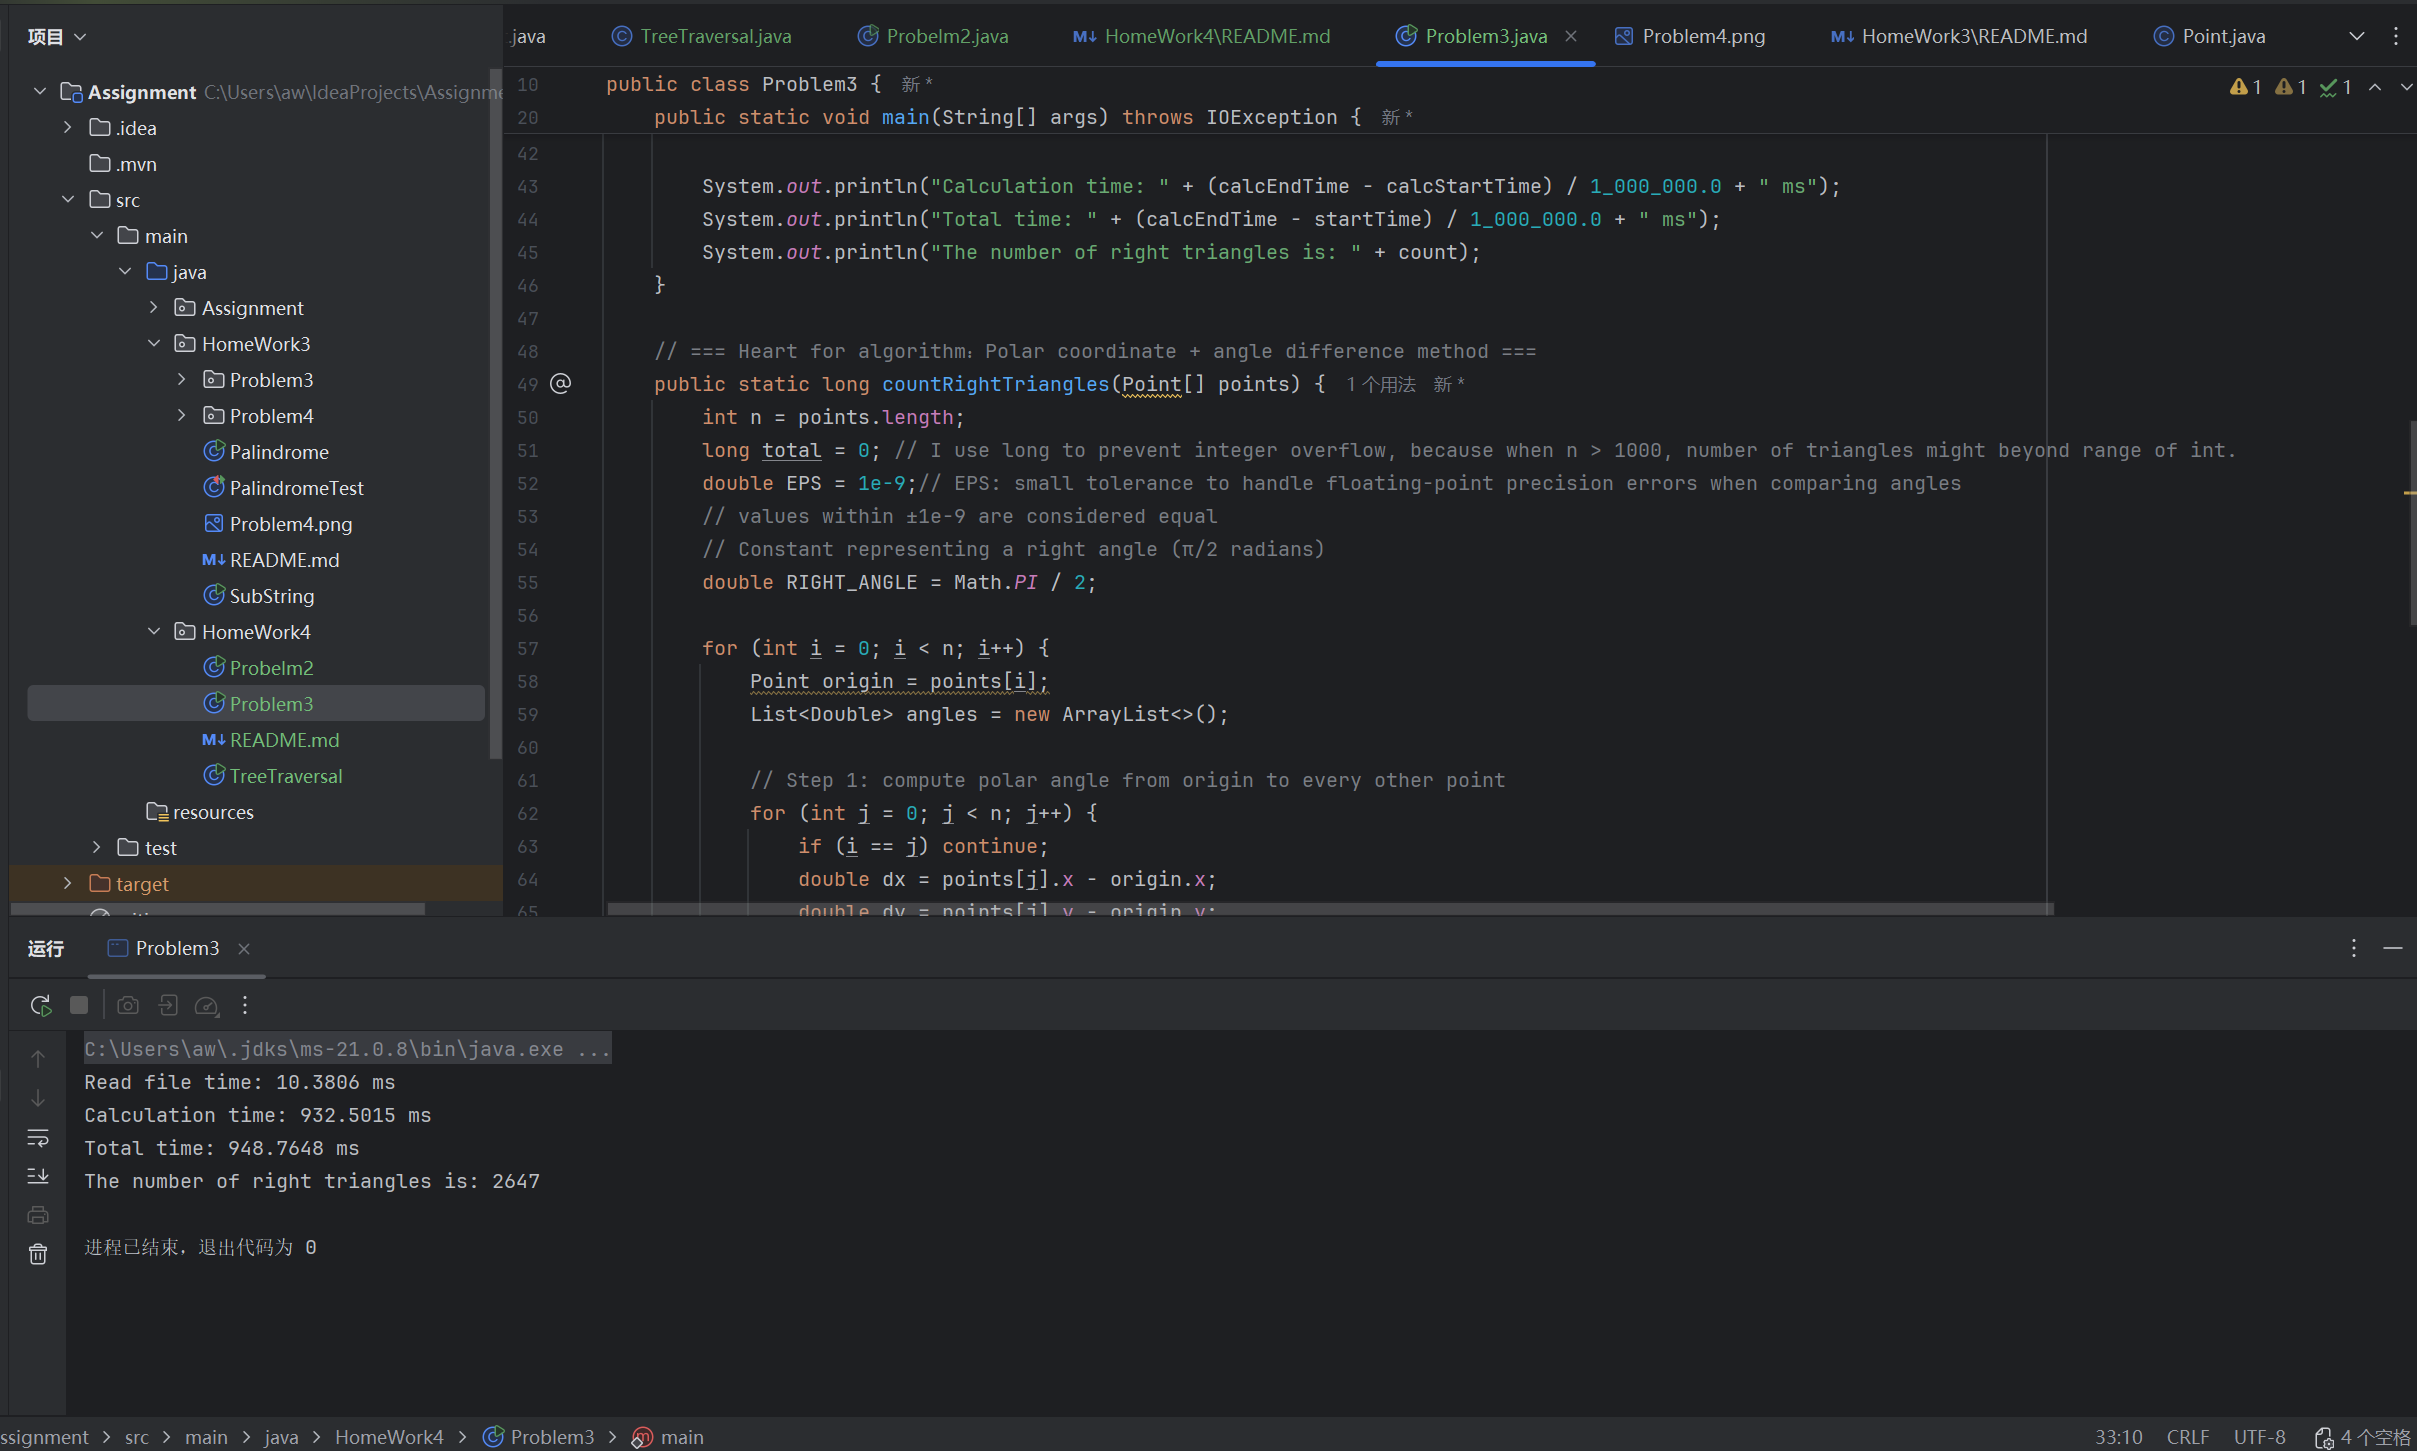 项目
.java
TreeTraversal.java
Probelm2.java
M↓ HomeWork4\README.md
Problem3.java
Problem4.png
M↓ HomeWork3\README.md
Point.java
Assignment C:\Users\aw\IdeaProjects\Assignme
.idea
.mvn
src
main
java
Assignment
HomeWork3
Problem3
Problem4
Palindrome
PalindromeTest
Problem4.png
M↓ README.md
SubString
HomeWork4
Probelm2
Problem3
M↓ README.md
TreeTraversal
resources
test
target
1 1 1
10 public class Problem3 { 新 *
20 public static void main(String[] args) throws IOException { 新 *
42
43 System.out.println("Calculation time: " + (calcEndTime - calcStartTime) / 1_000_000.0 + " ms");
44 System.out.println("Total time: " + (calcEndTime - startTime) / 1_000_000.0 + " ms");
45 System.out.println("The number of right triangles is: " + count);
46 }
47
48 // === Heart for algorithm：Polar coordinate + angle difference method ===
49 @ public static long countRightTriangles(Point[] points) { 1 个用法 新 *
50 int n = points.length;
51 long total = 0; // I use long to prevent integer overflow, because when n > 1000, number of triangles might beyond range of int.
52 double EPS = 1e-9;// EPS: small tolerance to handle floating-point precision errors when comparing angles
53 // values within ±1e-9 are considered equal
54 // Constant representing a right angle (π/2 radians)
55 double RIGHT_ANGLE = Math.PI / 2;
56
57 for (int i = 0; i < n; i++) {
58 Point origin = points[i];
59 List<Double> angles = new ArrayList<>();
60
61 // Step 1: compute polar angle from origin to every other point
62 for (int j = 0; j < n; j++) {
63 if (i == j) continue;
64 double dx = points[j].x - origin.x;
65 double dy = points[j].y - origin.y;
运行
Problem3
C:\Users\aw\.jdks\ms-21.0.8\bin\java.exe ...
Read file time: 10.3806 ms
Calculation time: 932.5015 ms
Total time: 948.7648 ms
The number of right triangles is: 2647
进程已结束，退出代码为 0
ssignment > src > main > java > HomeWork4 > Problem3 > main
33:10 CRLF UTF-8 4 个空格